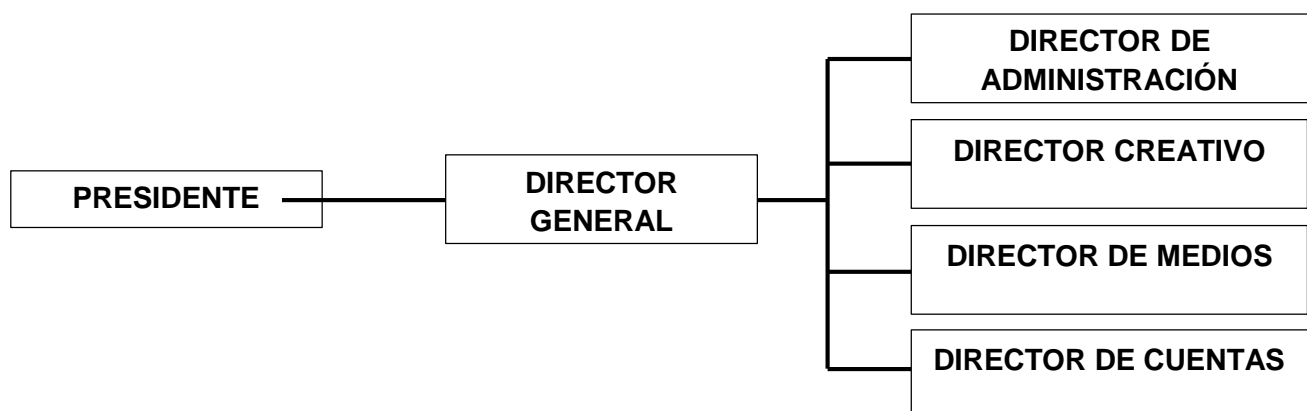 PRESIDENTE
DIRECTOR
GENERAL
DIRECTOR DE
ADMINISTRACIÓN
DIRECTOR CREATIVO
DIRECTOR DE MEDIOS
DIRECTOR DE CUENTAS